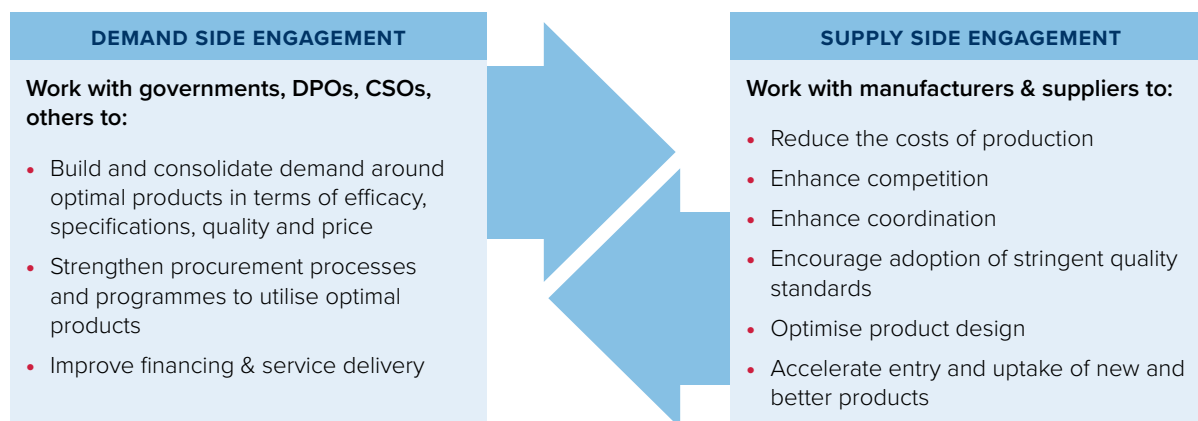 DEMAND SIDE ENGAGEMENT
Work with governments, DPOs, CSOs,
others to:
• Build and consolidate demand around
optimal products in terms of efficacy,
specifications, quality and price
• Strengthen procurement processes
and programmes to utilise optimal
products
• Improve financing & service delivery
SUPPLY SIDE ENGAGEMENT
Work with manufacturers & suppliers to:
• Reduce the costs of production
• Enhance competition
• Enhance coordination
• Encourage adoption of stringent quality
standards
• Optimise product design
• Accelerate entry and uptake of new and
better products